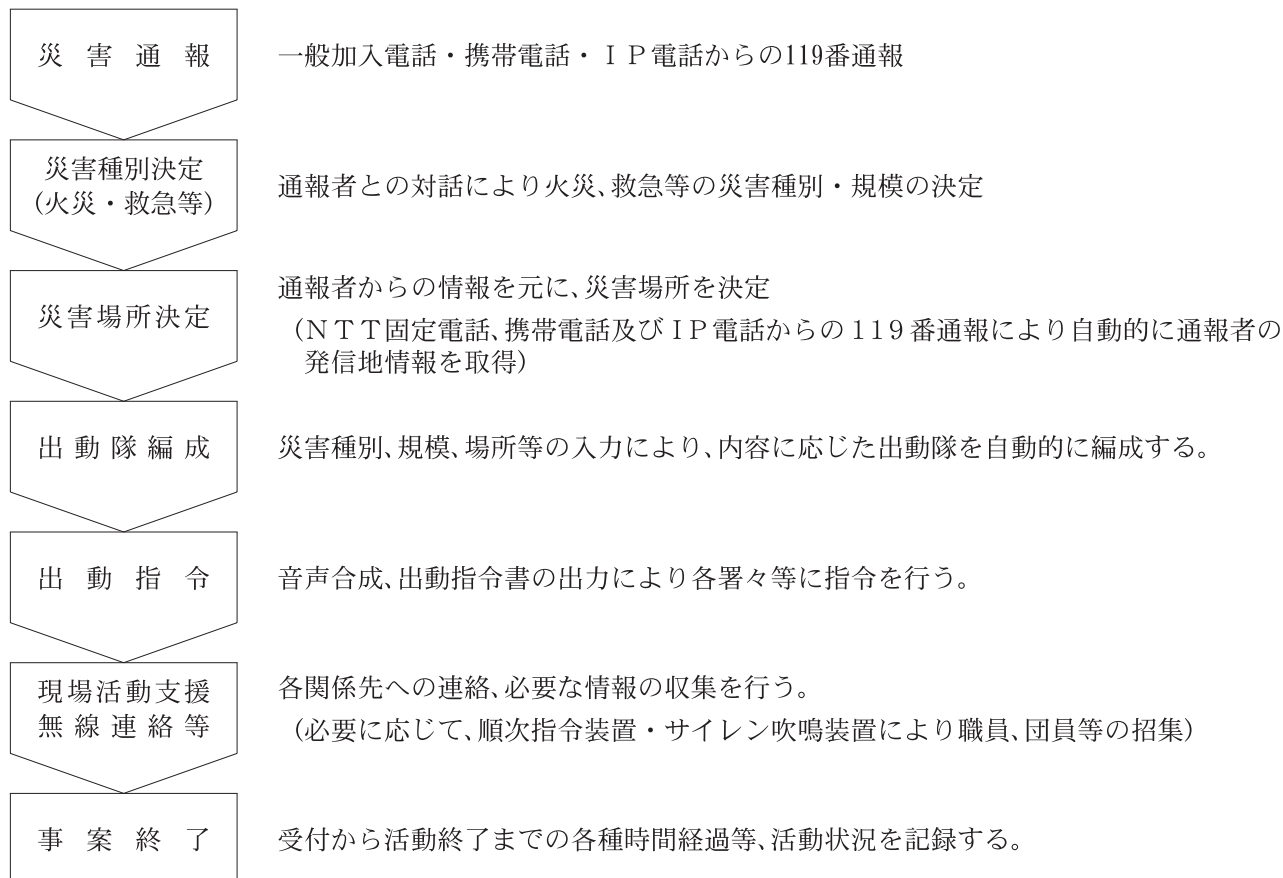 災害通報
一般加入電話・携帯電話・ＩＰ電話からの119番通報
災害種別決定
(火災・救急等)
通報者との対話により火災、救急等の災害種別・規模の決定
災害場所決定
通報者からの情報を元に、災害場所を決定
(ＮＴＴ固定電話、携帯電話及びＩＰ電話からの119番通報により自動的に通報者の
発信地情報を取得)
出動隊編成
災害種別、規模、場所等の入力により、内容に応じた出動隊を自動的に編成する。
出動指令
音声合成、出動指令書の出力により各署々等に指令を行う。
現場活動支援
無線連絡等
各関係先への連絡、必要な情報の収集を行う。
(必要に応じて、順次指令装置・サイレン吹鳴装置により職員、団員等の招集)
事案終了
受付から活動終了までの各種時間経過等、活動状況を記録する。